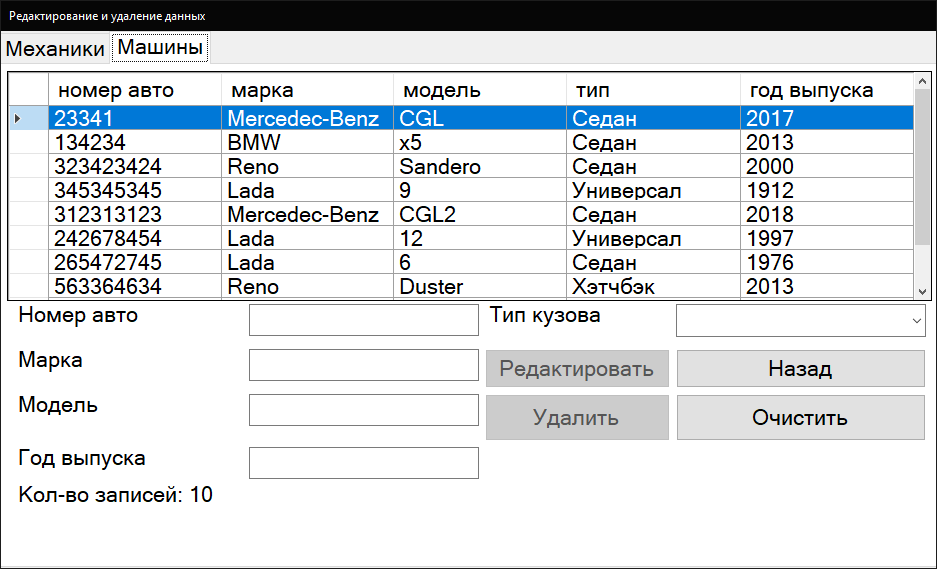 Редактирование и удаление данных
Механики Машины
номер авто марка модель тип год выпуска
23341 Mercedec-Benz CGL Седан 2017
134234 BMW x5 Седан 2013
323423424 Reno Sandero Седан 2000
345345345 Lada 9 Универсал 1912
312313123 Mercedec-Benz CGL2 Седан 2018
242678454 Lada 12 Универсал 1997
265472745 Lada 6 Седан 1976
563364634 Reno Duster Хэтчбэк 2013
Номер авто Тип кузова
Марка Редактировать Назад
Модель Удалить Очистить
Год выпуска
Кол-во записей: 10